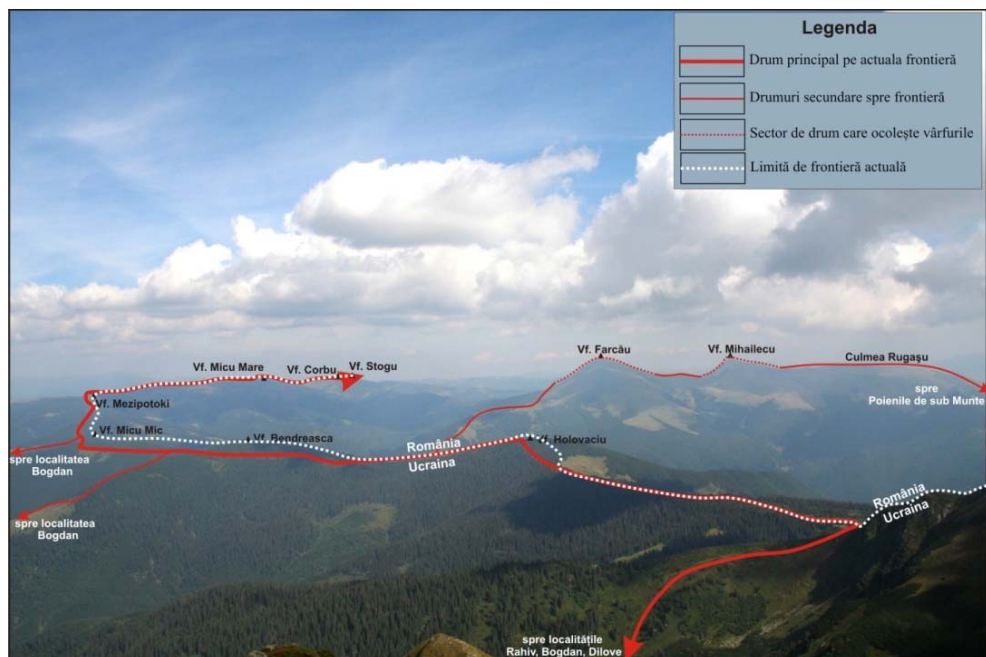 Legenda
Drum principal pe actuala frontieră
Drumuri secundare spre frontieră
Sector de drum care ocolește vârfurile
Limită de frontieră actuală
Vf. Farcău
Vf. Mihailecu
Vf. Micu Mare
Vf. Corbu
Vf. Stogu
Culmea Rugaşu
spre
Poienile de sub Munte
Vf. Mezipotoki
Vf. Micu Mic
Vf. Bendreasca
România
Ucraina
Vf. Holovaciu
spre localitatea
Bogdan
România
Ucraina
spre localitatea
Bogdan
spre localităţile
Rahiv, Bogdan, Dilove